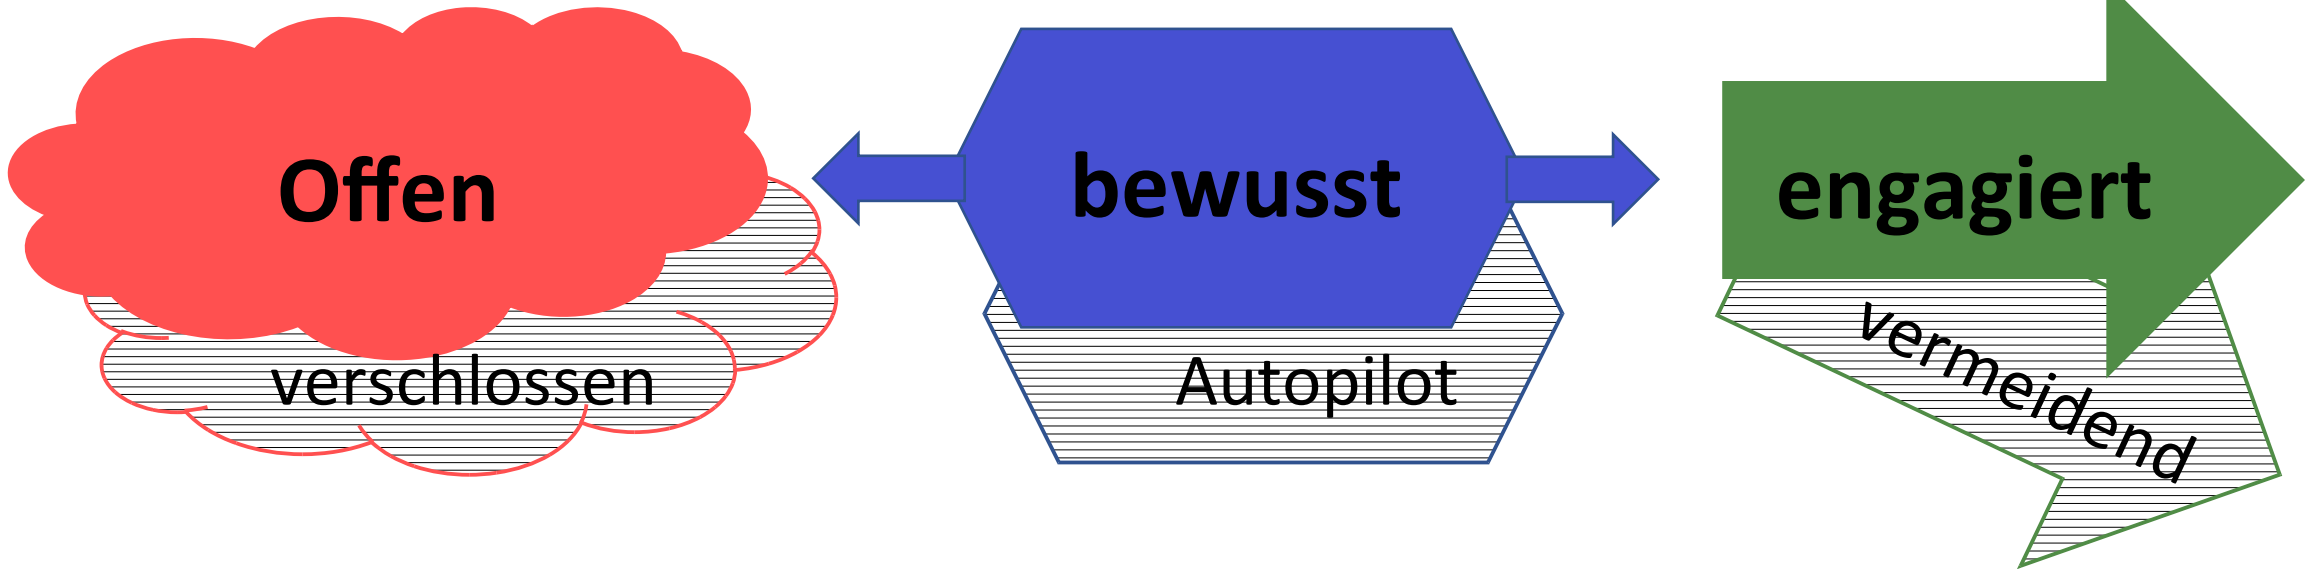 Offen
verschlossen
bewusst
Autopilot
engagiert
vermeidend